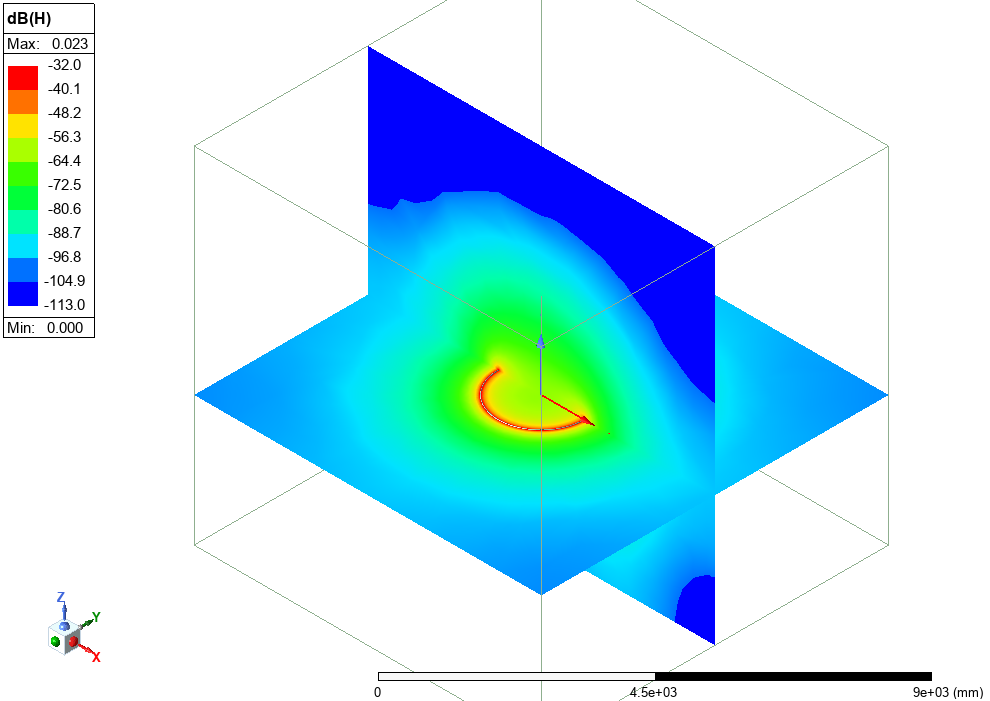 dB(H)
Max: 0.023
-32.0
-40.1
-48.2
-56.3
-64.4
-72.5
-80.6
-88.7
-96.8
-104.9
-113.0
Min: 0.000
Z
Y
X
0 4.5e+03 9e+03 (mm)